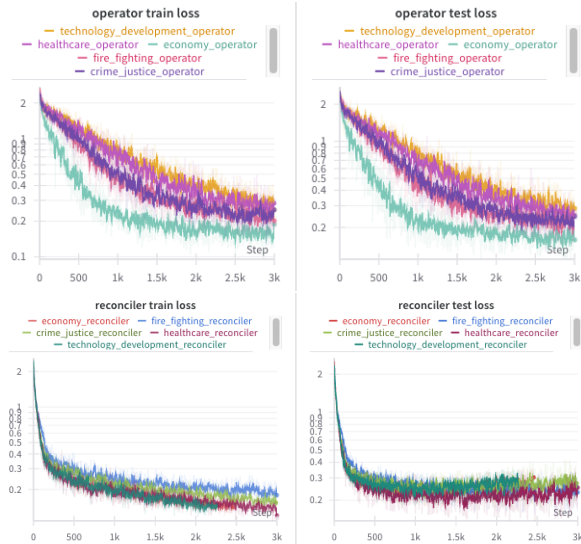 operator train loss
technology_development_operator
healthcare_operator economy_operator
fire_fighting_operator
crime_justice_operator
2
1
0.9
0.8
0.7
0.6
0.5
0.4
0.3
0.2
0.1
Step
0 500 1k 1.5k 2k 2.5k 3k
operator test loss
technology_development_operator
healthcare_operator economy_operator
fire_fighting_operator
crime_justice_operator
2
1
0.9
0.8
0.7
0.6
0.5
0.4
0.3
0.2
Step
0 500 1k 1.5k 2k 2.5k 3k
reconciler train loss
economy_reconciler fire_fighting_reconciler
crime_justice_reconciler healthcare_reconciler
technology_development_reconciler
2
1
0.9
0.8
0.7
0.6
0.5
0.4
0.3
0.2
Step
0 500 1k 1.5k 2k 2.5k 3k
reconciler test loss
economy_reconciler fire_fighting_reconciler
crime_justice_reconciler healthcare_reconciler
technology_development_reconciler
2
1
0.9
0.8
0.7
0.6
0.5
0.4
0.3
0.2
Step
0 500 1k 1.5k 2k 2.5k 3k